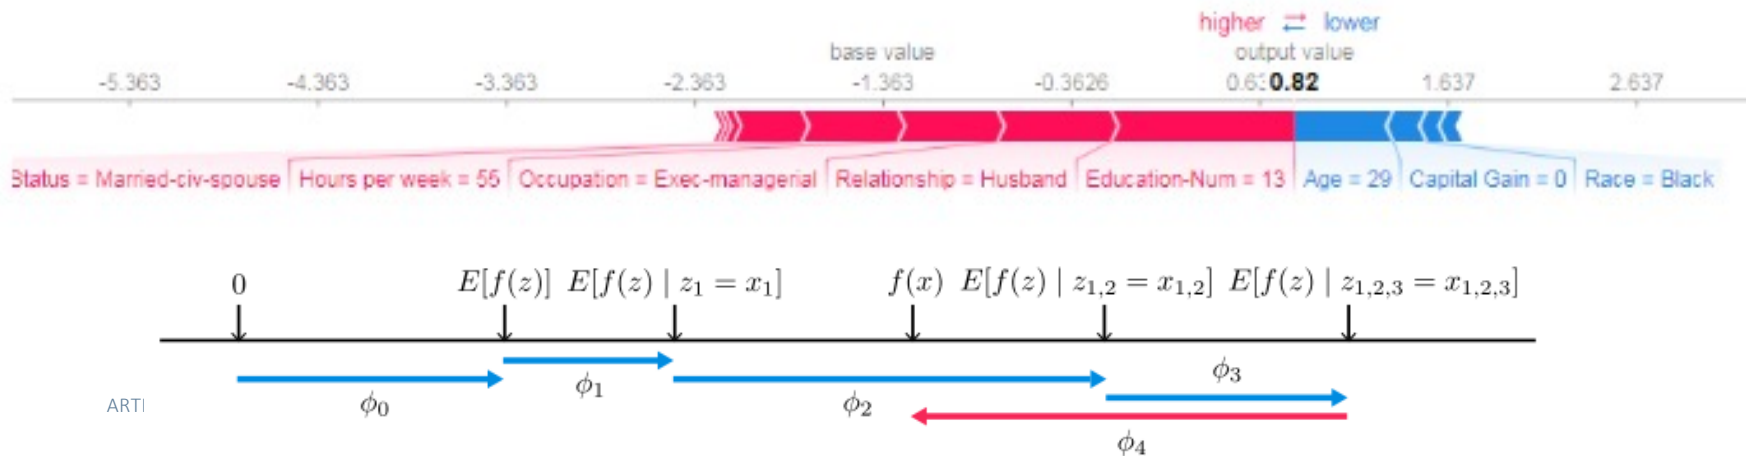 higher ⇄ lower
base value output value
-5.363 -4.363 -3.363 -2.363 -1.363 -0.3626 0.6 0.82 1.637 2.637
Status = Married-civ-spouse Hours per week = 55 Occupation = Exec-managerial Relationship = Husband Education-Num = 13 Age = 29 Capital Gain = 0 Race = Black
0 E[f(z)] E[f(z) | z₁ = x₁] f(x) E[f(z) | z₁,₂ = x₁,₂] E[f(z) | z₁,₂,₃ = x₁,₂,₃]
ϕ₀ ϕ₁ ϕ₂ ϕ₃
ARTI
ϕ₄